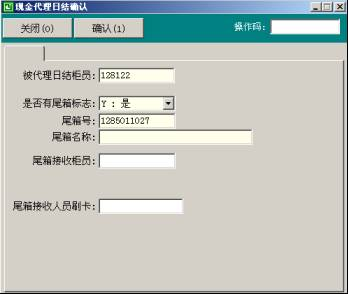 现金代理日结确认
关闭(0) 确认(1) 操作码:
被代理日结柜员: 128122
是否有尾箱标志: Y : 是
尾箱号: 1285011027
尾箱名称:
尾箱接收柜员:
尾箱接收人员刷卡: